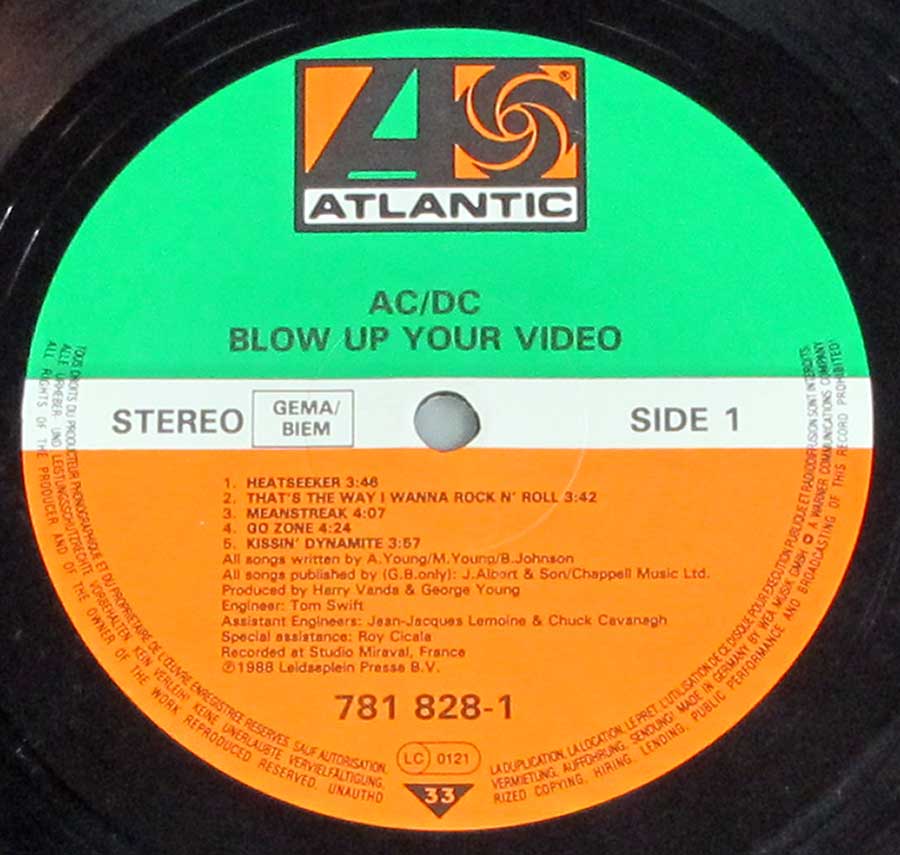 ATLANTIC
®
AC/DC
BLOW UP YOUR VIDEO
STEREO
GEMA/
BIEM
SIDE 1
1. HEATSEEKER 3:46
2. THAT'S THE WAY I WANNA ROCK N' ROLL 3:42
3. MEANSTREAK 4:07
4. GO ZONE 4:24
5. KISSIN' DYNAMITE 3:57
All songs written by A.Young/M.Young/B.Johnson
All songs published by (G.B.only): J.Albert & Son/Chappell Music Ltd.
Produced by Harry Vanda & George Young
Engineer: Tom Swift
Assistant Engineers: Jean-Jacques Lemoine & Chuck Cavanagh
Special assistance: Roy Cicala
Recorded at Studio Miraval, France
℗1988 Leidseplein Presse B.V.
781 828-1
LC 0121
33
TOUS DROITS DU PRODUCTEUR PHONOGRAPHIQUE ET DU PROPRIETAIRE DE L'ŒUVRE ENREGISTREE RESERVES. SAUF AUTORISATION, LA DUPLICATION, LA LOCATION, LE PRET, L'UTILISATION DE CE DISQUE POUR EXECUTION PUBLIQUE ET RADIODIFFUSION SONT INTERDITS.
ALLE URHEBER- UND LEISTUNGSSCHUTZRECHTE VORBEHALTEN. KEIN VERLEIH! KEINE UNERLAUBTE VERVIELFÄLTIGUNG, VERMIETUNG, AUFFÜHRUNG, SENDUNG! MADE IN GERMANY BY WEA MUSIK, GMBH. A WARNER COMMUNICATIONS COMPANY
ALL RIGHTS OF THE PRODUCER AND OF THE OWNER OF THE WORK REPRODUCED RESERVED. UNAUTHORIZED COPYING, HIRING, LENDING, PUBLIC PERFORMANCE AND BROADCASTING OF THIS RECORD PROHIBITED!